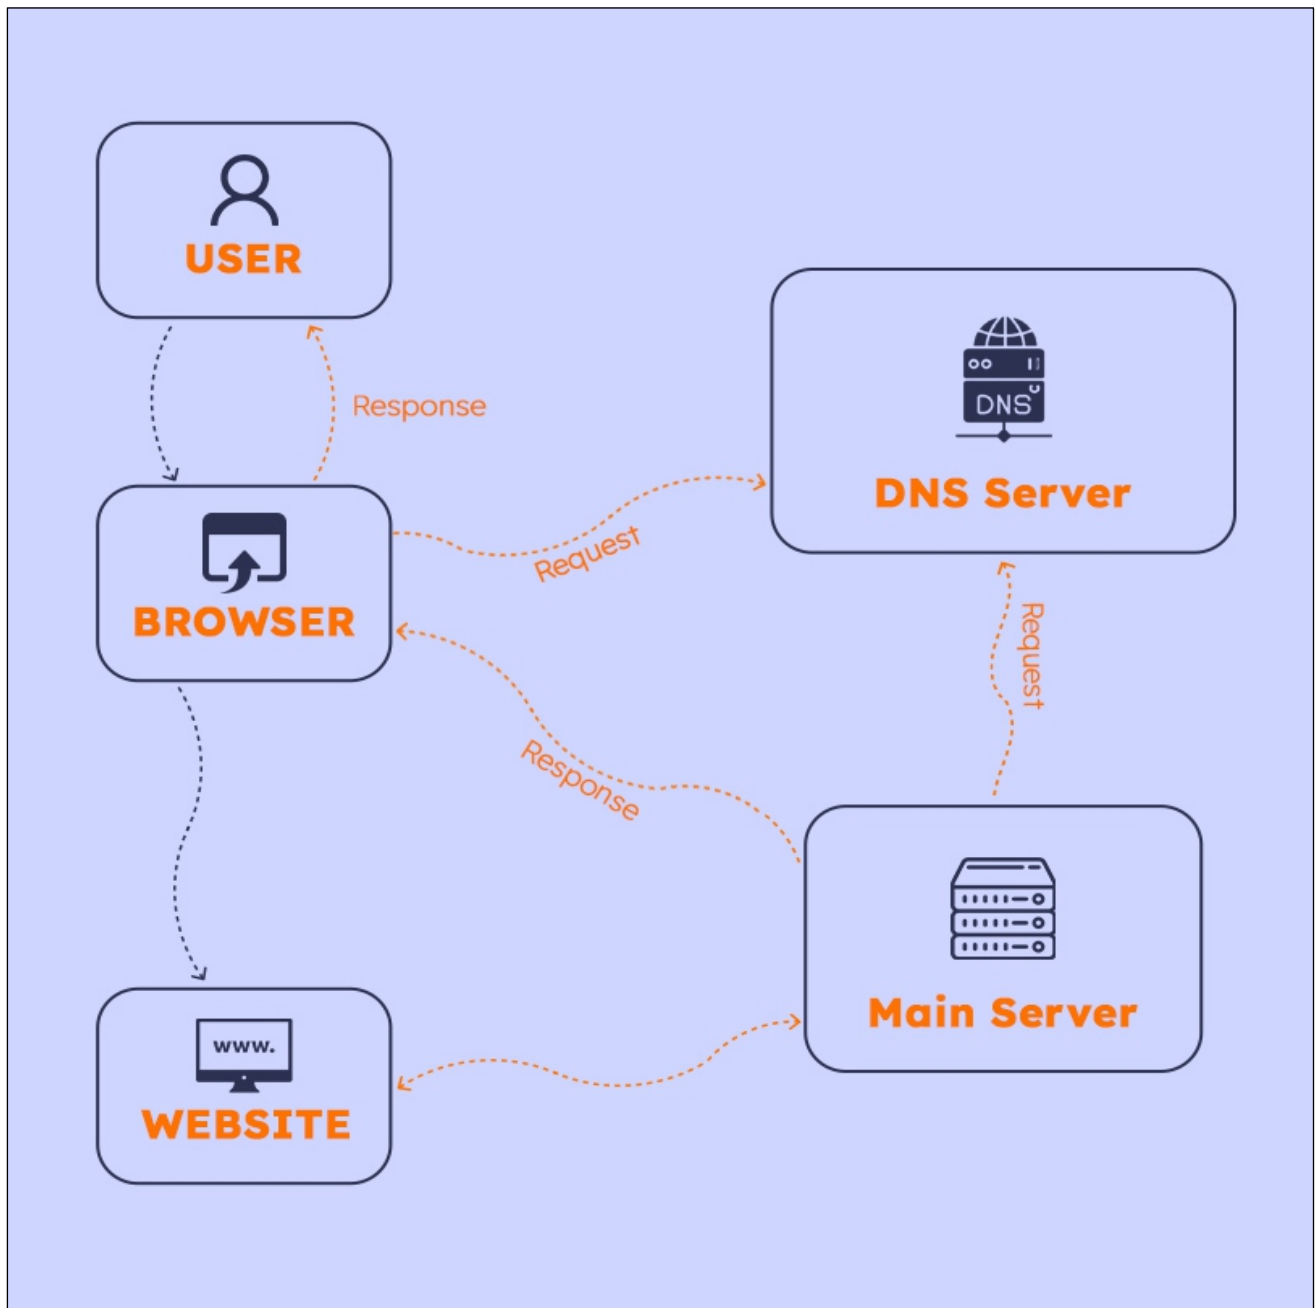 USER
Response
DNS
DNS Server
Request
BROWSER
Request
Response
Main Server
www.
WEBSITE